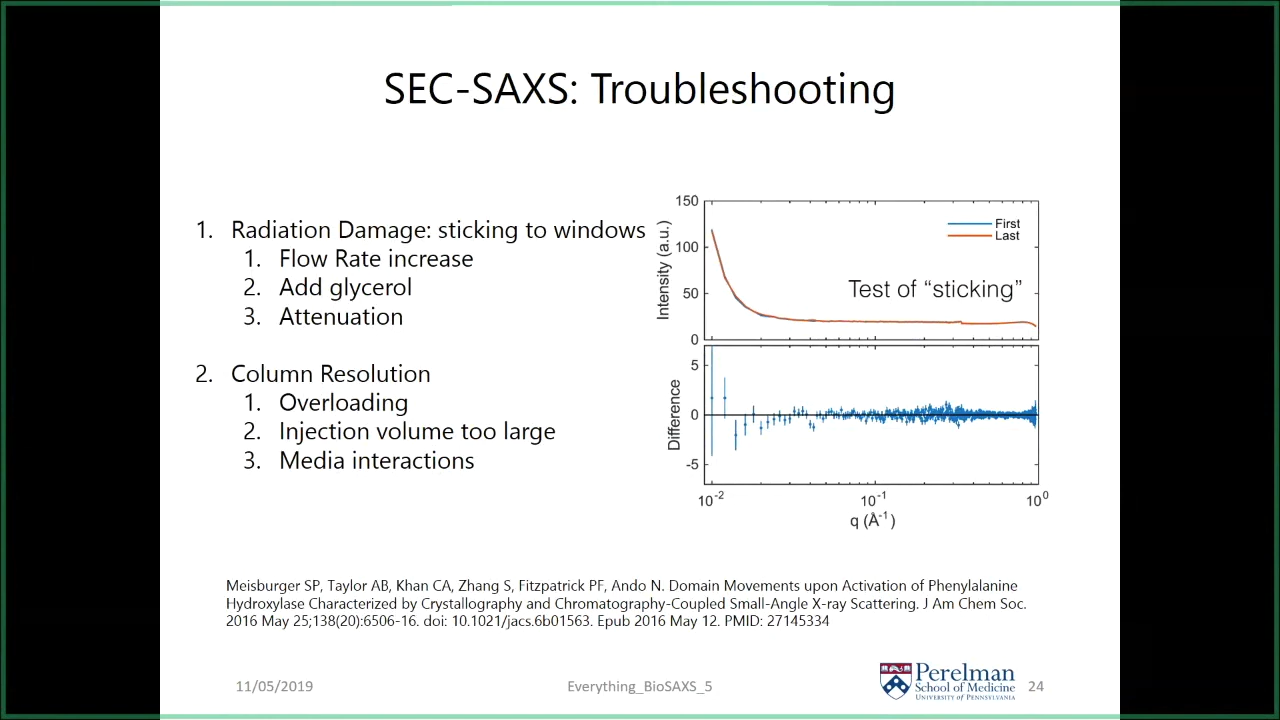 SEC-SAXS: Troubleshooting
1. Radiation Damage: sticking to windows
1. Flow Rate increase
2. Add glycerol
3. Attenuation
2. Column Resolution
1. Overloading
2. Injection volume too large
3. Media interactions
150
100
50
0
Intensity (a.u.)
First
Last
Test of “sticking”
5
0
-5
Difference
10-2
10-1
100
q (Å-1)
Meisburger SP, Taylor AB, Khan CA, Zhang S, Fitzpatrick PF, Ando N. Domain Movements upon Activation of Phenylalanine
Hydroxylase Characterized by Crystallography and Chromatography-Coupled Small-Angle X-ray Scattering. J Am Chem Soc.
2016 May 25;138(20):6506-16. doi: 10.1021/jacs.6b01563. Epub 2016 May 12. PMID: 27145334
11/05/2019
Everything_BioSAXS_5
Perelman
School of Medicine
University of Pennsylvania
24